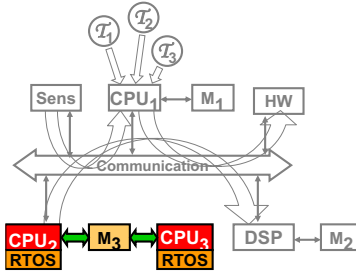 T1 T2 T3
Sens CPU1 M1 HW
Communication
CPU2 M3 CPU3 DSP M2
RTOS RTOS